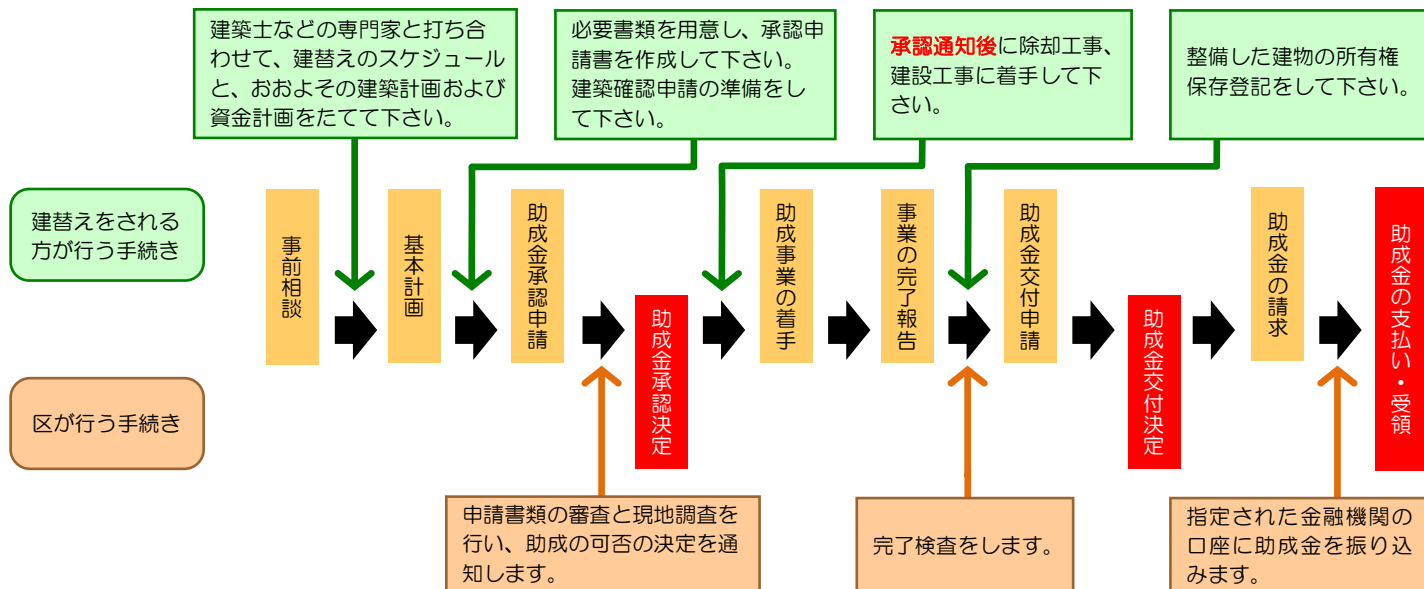 建築士などの専門家と打ち合
わせて、建替えのスケジュール
と、おおよその建築計画および
資金計画をたてて下さい。
必要書類を用意し、承認申
請書を作成して下さい。
建築確認申請の準備をし
て下さい。
承認通知後に除却工事、
建設工事に着手して下
さい。
整備した建物の所有権
保存登記をして下さい。
建替えをされる
方が行う手続き
事前相談
基本計画
助成金承認申請
助成金承認決定
助成事業の着手
事業の完了報告
助成金交付申請
助成金交付決定
助成金の請求
助成金の支払い・受領
区が行う手続き
申請書類の審査と現地調査を
行い、助成の可否の決定を通
知します。
完了検査をします。
指定された金融機関の
口座に助成金を振り込
みます。